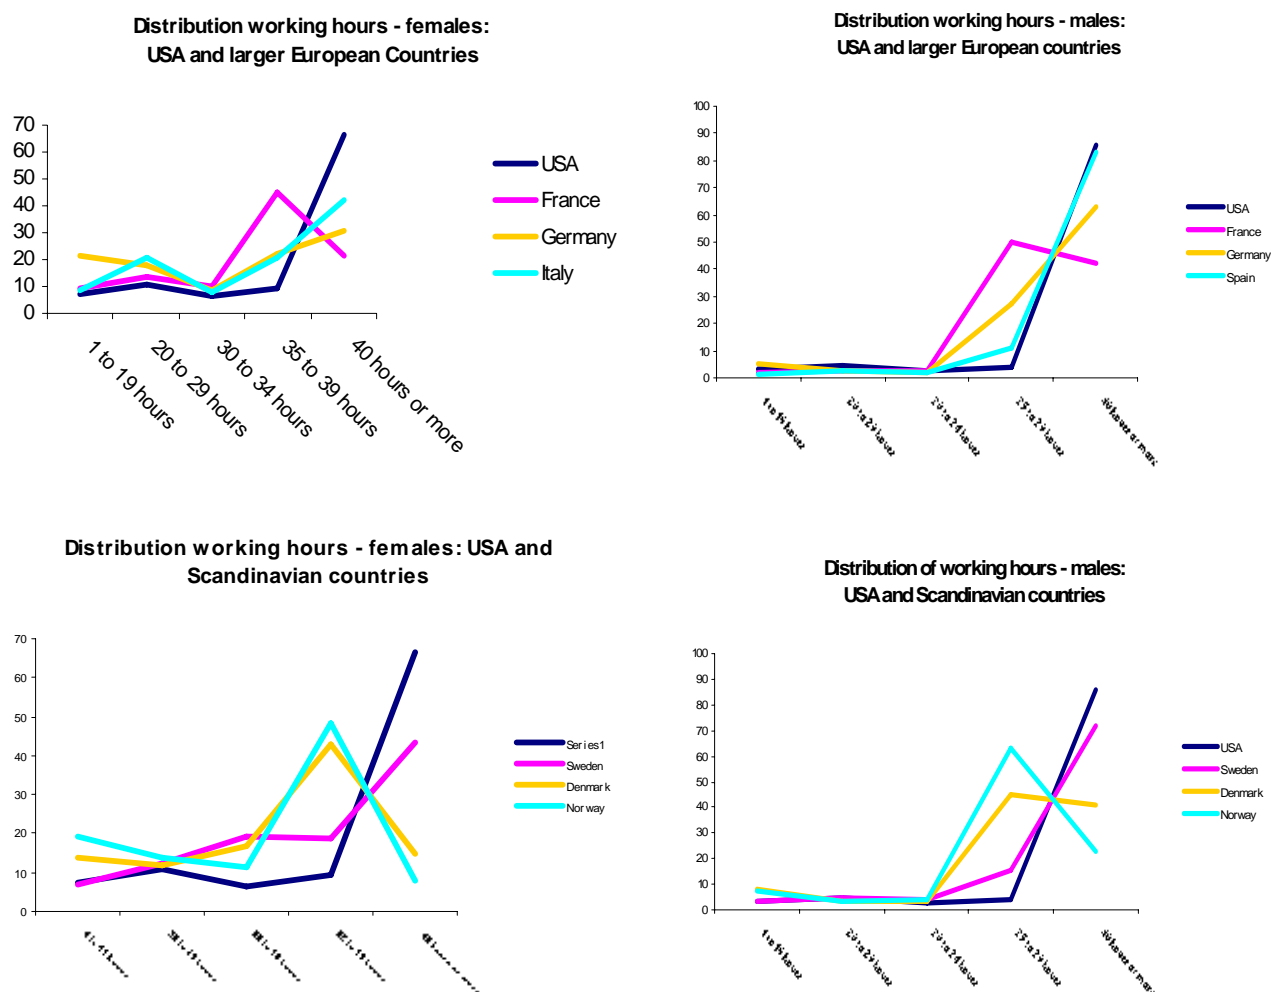 Distribution working hours - females:
USA and larger European Countries
70
60
50
40
30
20
10
0
1 to 19 hours
20 to 29 hours
30 to 34 hours
35 to 39 hours
40 hours or more
USA
France
Germany
Italy
Distribution working hours - males:
USA and larger European countries
100
90
80
70
60
50
40
30
20
10
0
USA
France
Germany
Spain
Distribution working hours - females: USA and
Scandinavian countries
70
60
50
40
30
20
10
0
Series1
Sweden
Denmark
Norway
Distribution of working hours - males:
USA and Scandinavian countries
100
90
80
70
60
50
40
30
20
10
0
USA
Sweden
Denmark
Norway